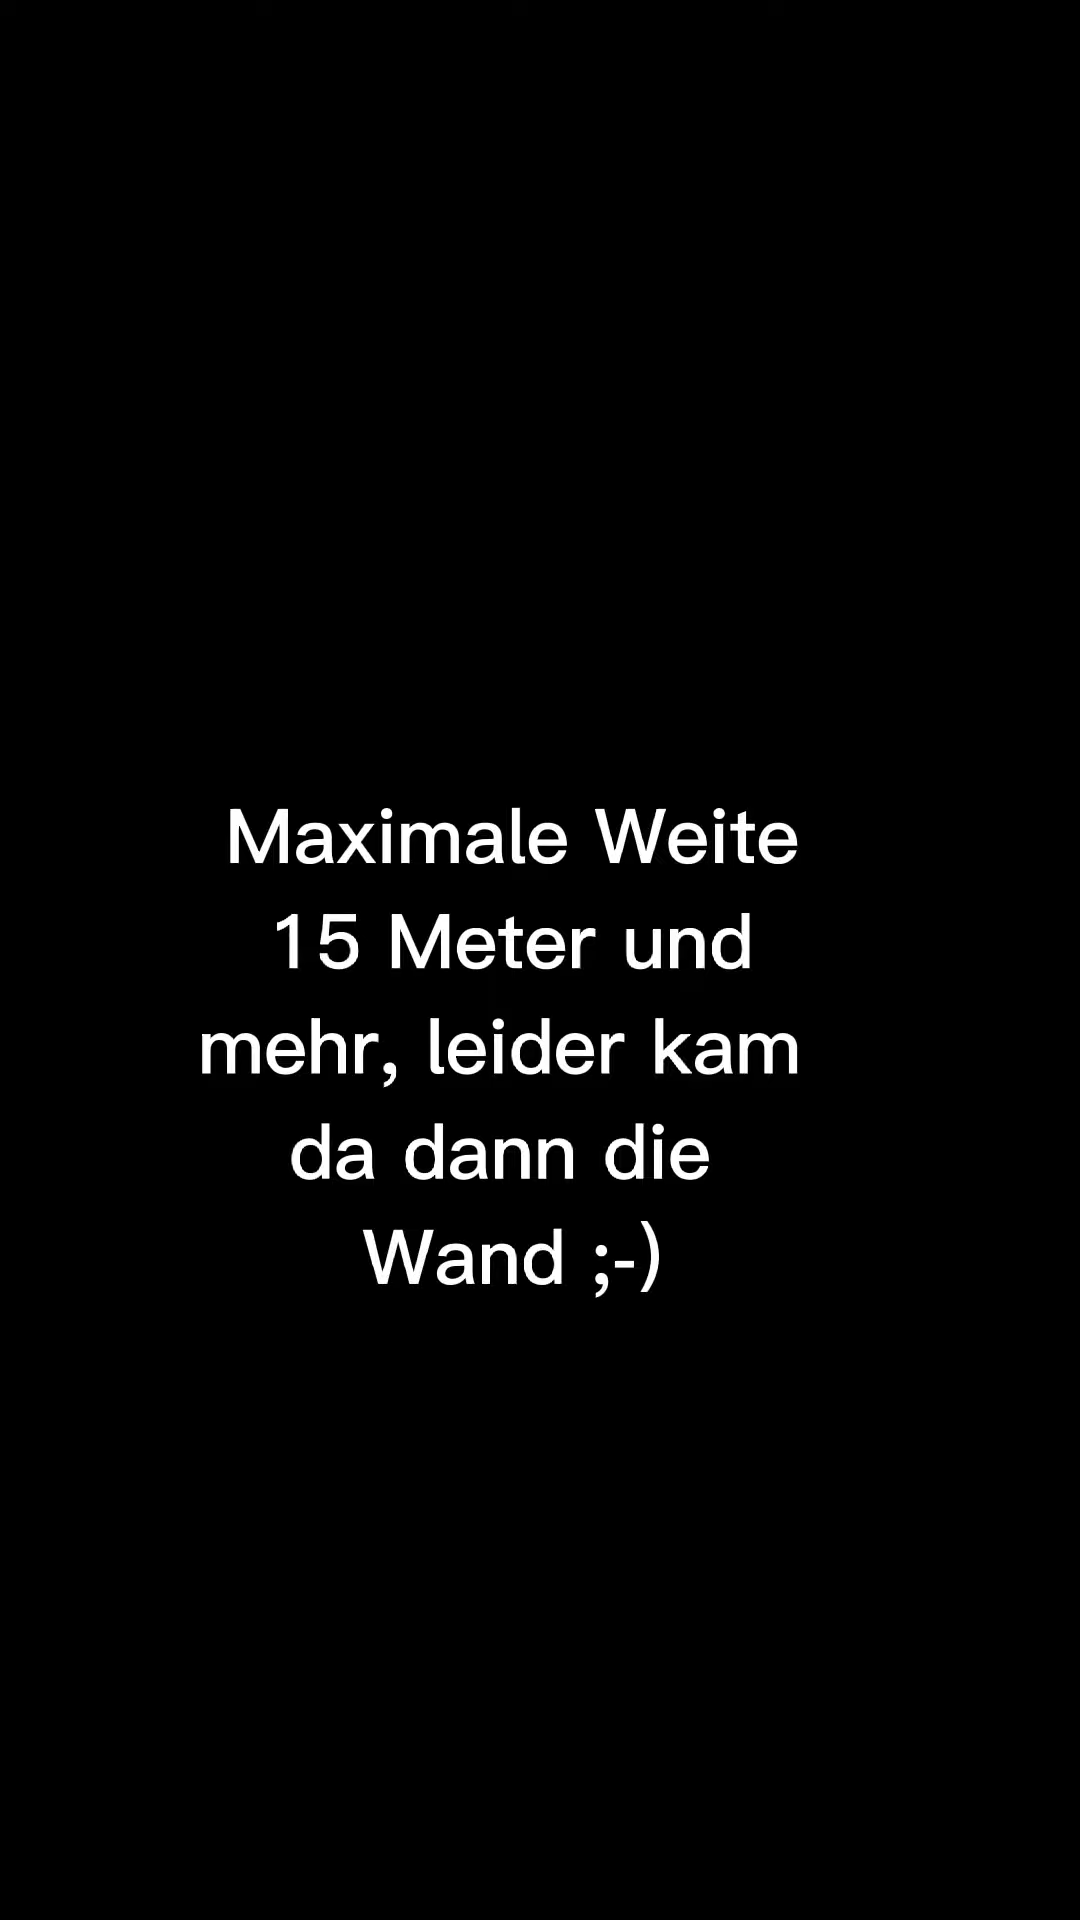 Maximale Weite
15 Meter und
mehr, leider kam
da dann die
Wand ;-)